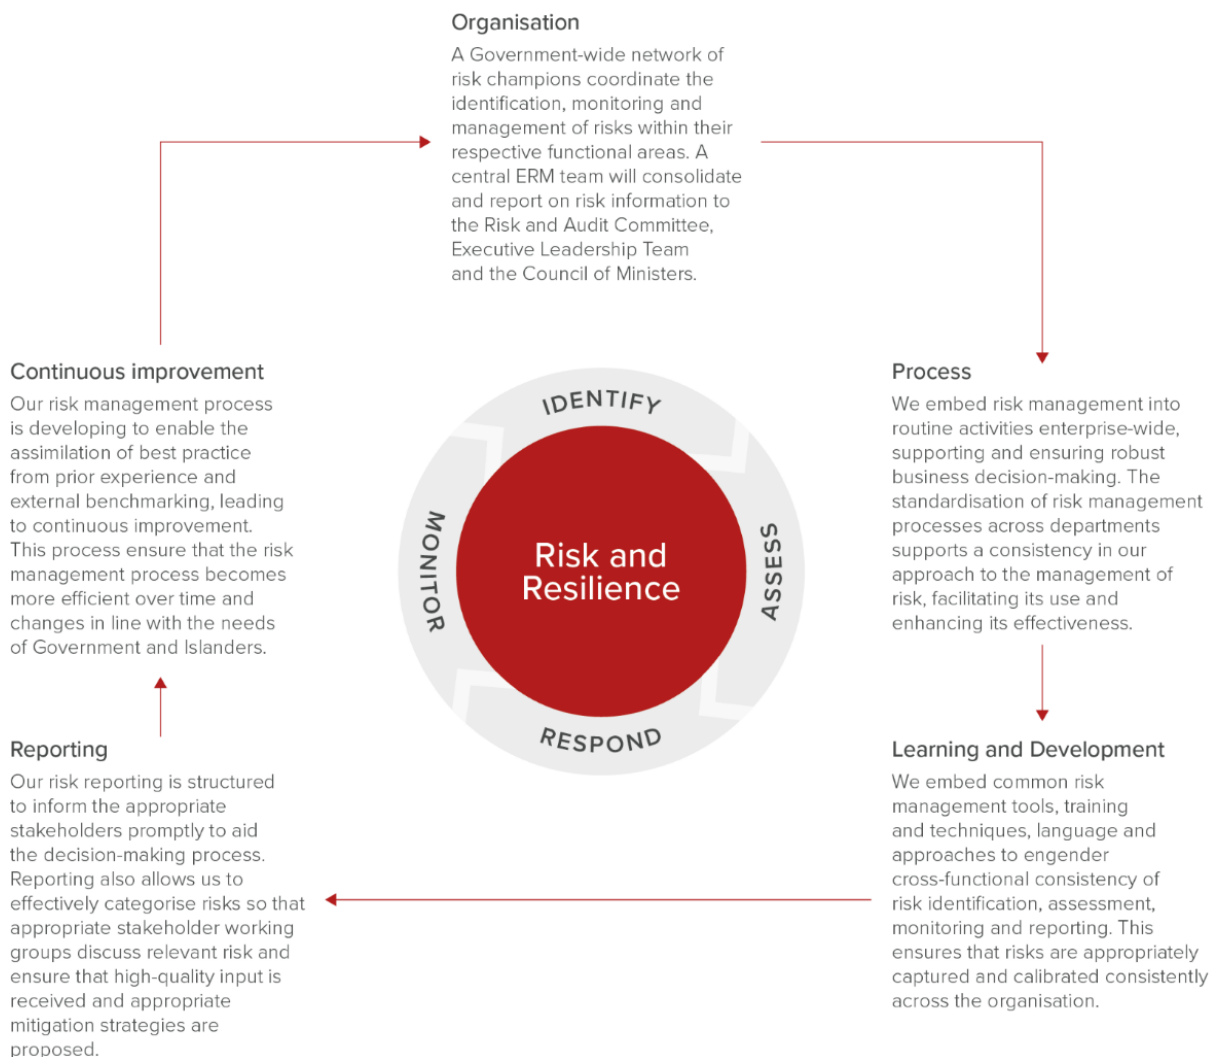 Organisation
A Government-wide network of
risk champions coordinate the
identification, monitoring and
management of risks within their
respective functional areas. A
central ERM team will consolidate
and report on risk information to
the Risk and Audit Committee,
Executive Leadership Team
and the Council of Ministers.
Process
We embed risk management into
routine activities enterprise-wide,
supporting and ensuring robust
business decision-making. The
standardisation of risk management
processes across departments
supports a consistency in our
approach to the management of
risk, facilitating its use and
enhancing its effectiveness.
Learning and Development
We embed common risk
management tools, training
and techniques, language and
approaches to engender
cross-functional consistency of
risk identification, assessment,
monitoring and reporting. This
ensures that risks are appropriately
captured and calibrated consistently
across the organisation.
Reporting
Our risk reporting is structured
to inform the appropriate
stakeholders promptly to aid
the decision-making process.
Reporting also allows us to
effectively categorise risks so that
appropriate stakeholder working
groups discuss relevant risk and
ensure that high-quality input is
received and appropriate
mitigation strategies are
proposed.
Continuous improvement
Our risk management process
is developing to enable the
assimilation of best practice
from prior experience and
external benchmarking, leading
to continuous improvement.
This process ensure that the risk
management process becomes
more efficient over time and
changes in line with the needs
of Government and Islanders.
IDENTIFY
ASSESS
RESPOND
MONITOR
Risk and
Resilience